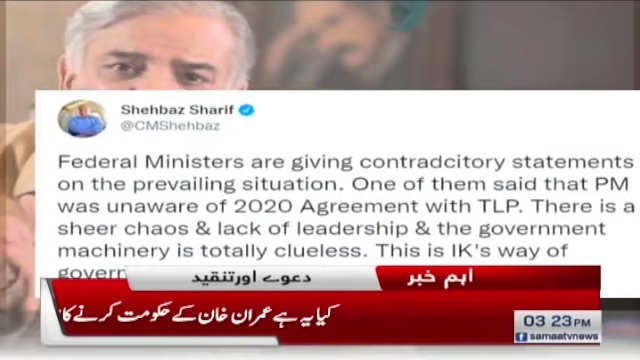 Shehbaz Sharif
@CMShehbaz
Federal Ministers are giving contradcitory statements
on the prevailing situation. One of them said that PM
was unaware of 2020 Agreement with TLP. There is a
sheer chaos & lack of leadership & the government
machinery is totally clueless. This is IK's way of
اہم خبر
دعوے اور تنقید
کیا یہ ہے عمران خان کے حکومت کرنے کا
03 23PM
samaatvnews